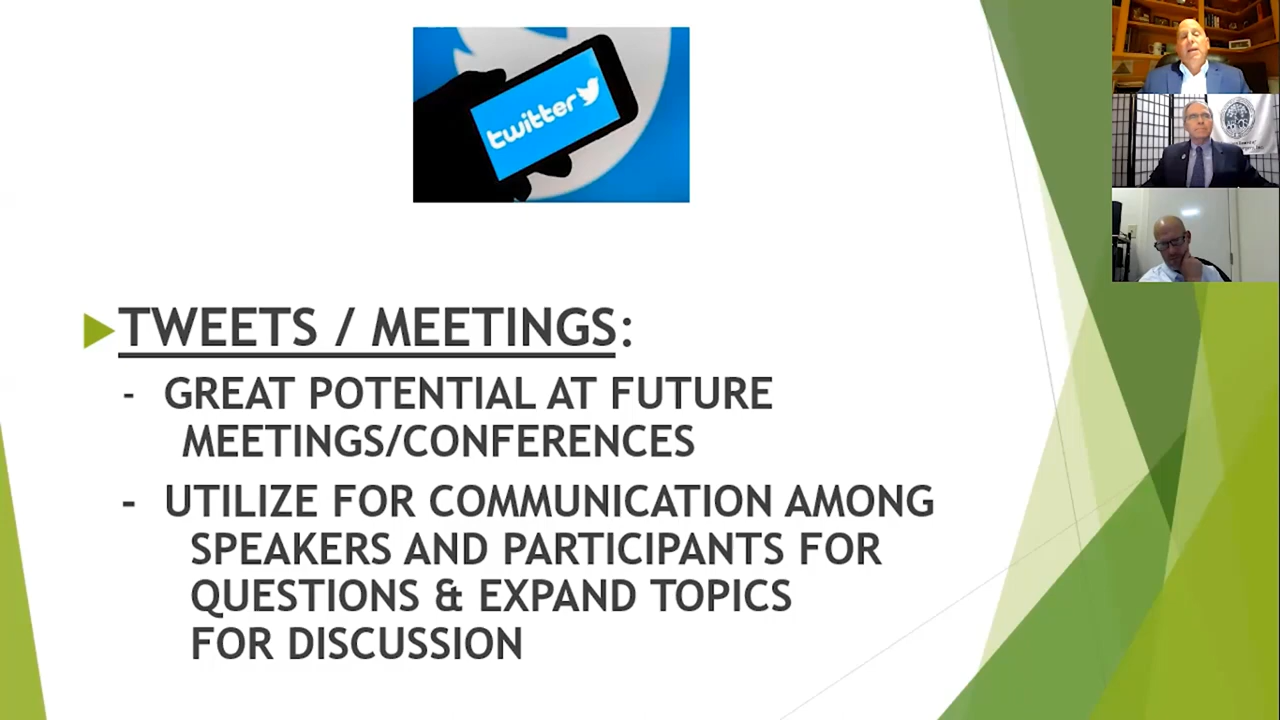 twitter
TWEETS / MEETINGS:
- GREAT POTENTIAL AT FUTURE
MEETINGS/CONFERENCES
- UTILIZE FOR COMMUNICATION AMONG
SPEAKERS AND PARTICIPANTS FOR
QUESTIONS & EXPAND TOPICS
FOR DISCUSSION